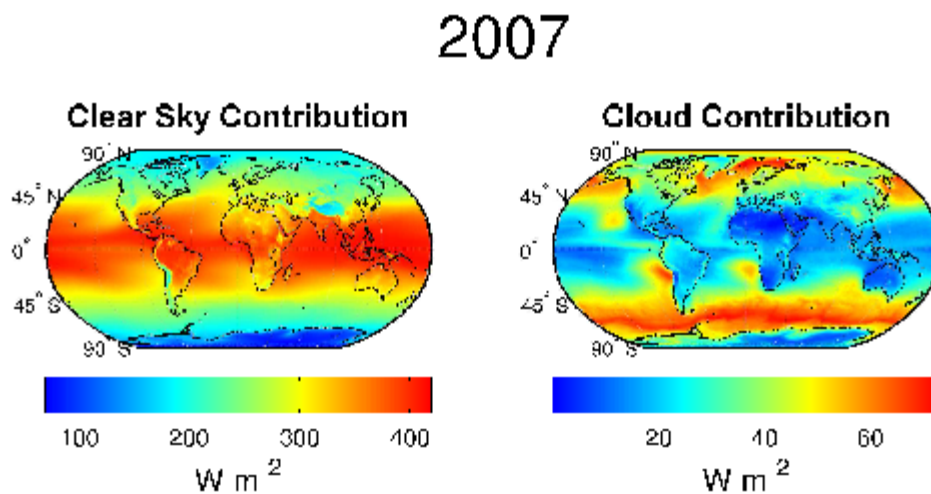 2007
Clear Sky Contribution
90° N
45° N
0°
45° S
90° S
100 200 300 400
W m 2
Cloud Contribution
90° N
45° N
0°
45° S
90° S
20 40 60
W m 2